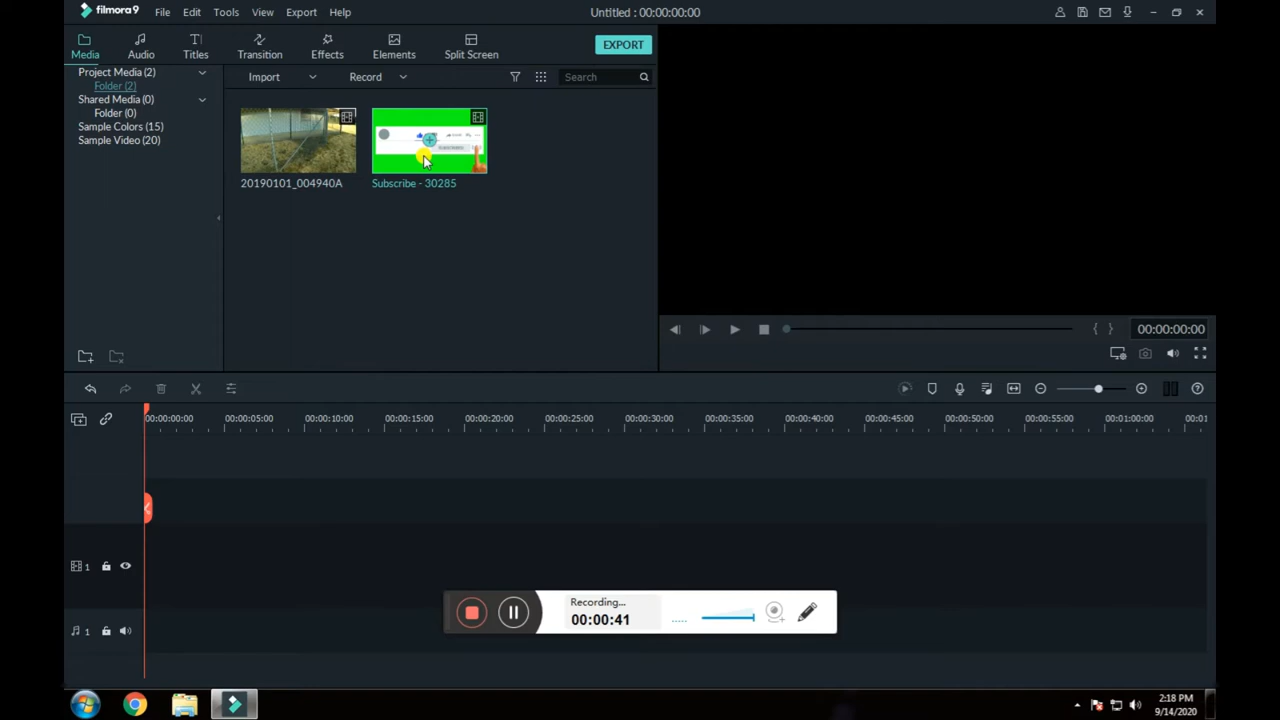 filmora9 File Edit Tools View Export Help Untitled : 00:00:00:00
Media Audio Titles Transition Effects Elements Split Screen EXPORT
Project Media (2)
Folder (2)
Shared Media (0)
Folder (0)
Sample Colors (15)
Sample Video (20)
Import Record Search
20190101_004940A Subscribe - 30285
{ } 00:00:00:00
00:00:00:00 00:00:05:00 00:00:10:00 00:00:15:00 00:00:20:00 00:00:25:00 00:00:30:00 00:00:35:00 00:00:40:00 00:00:45:00 00:00:50:00 00:00:55:00 00:01:00:00 00:01
1
1
Recording...
00:00:41
2:18 PM
9/14/2020